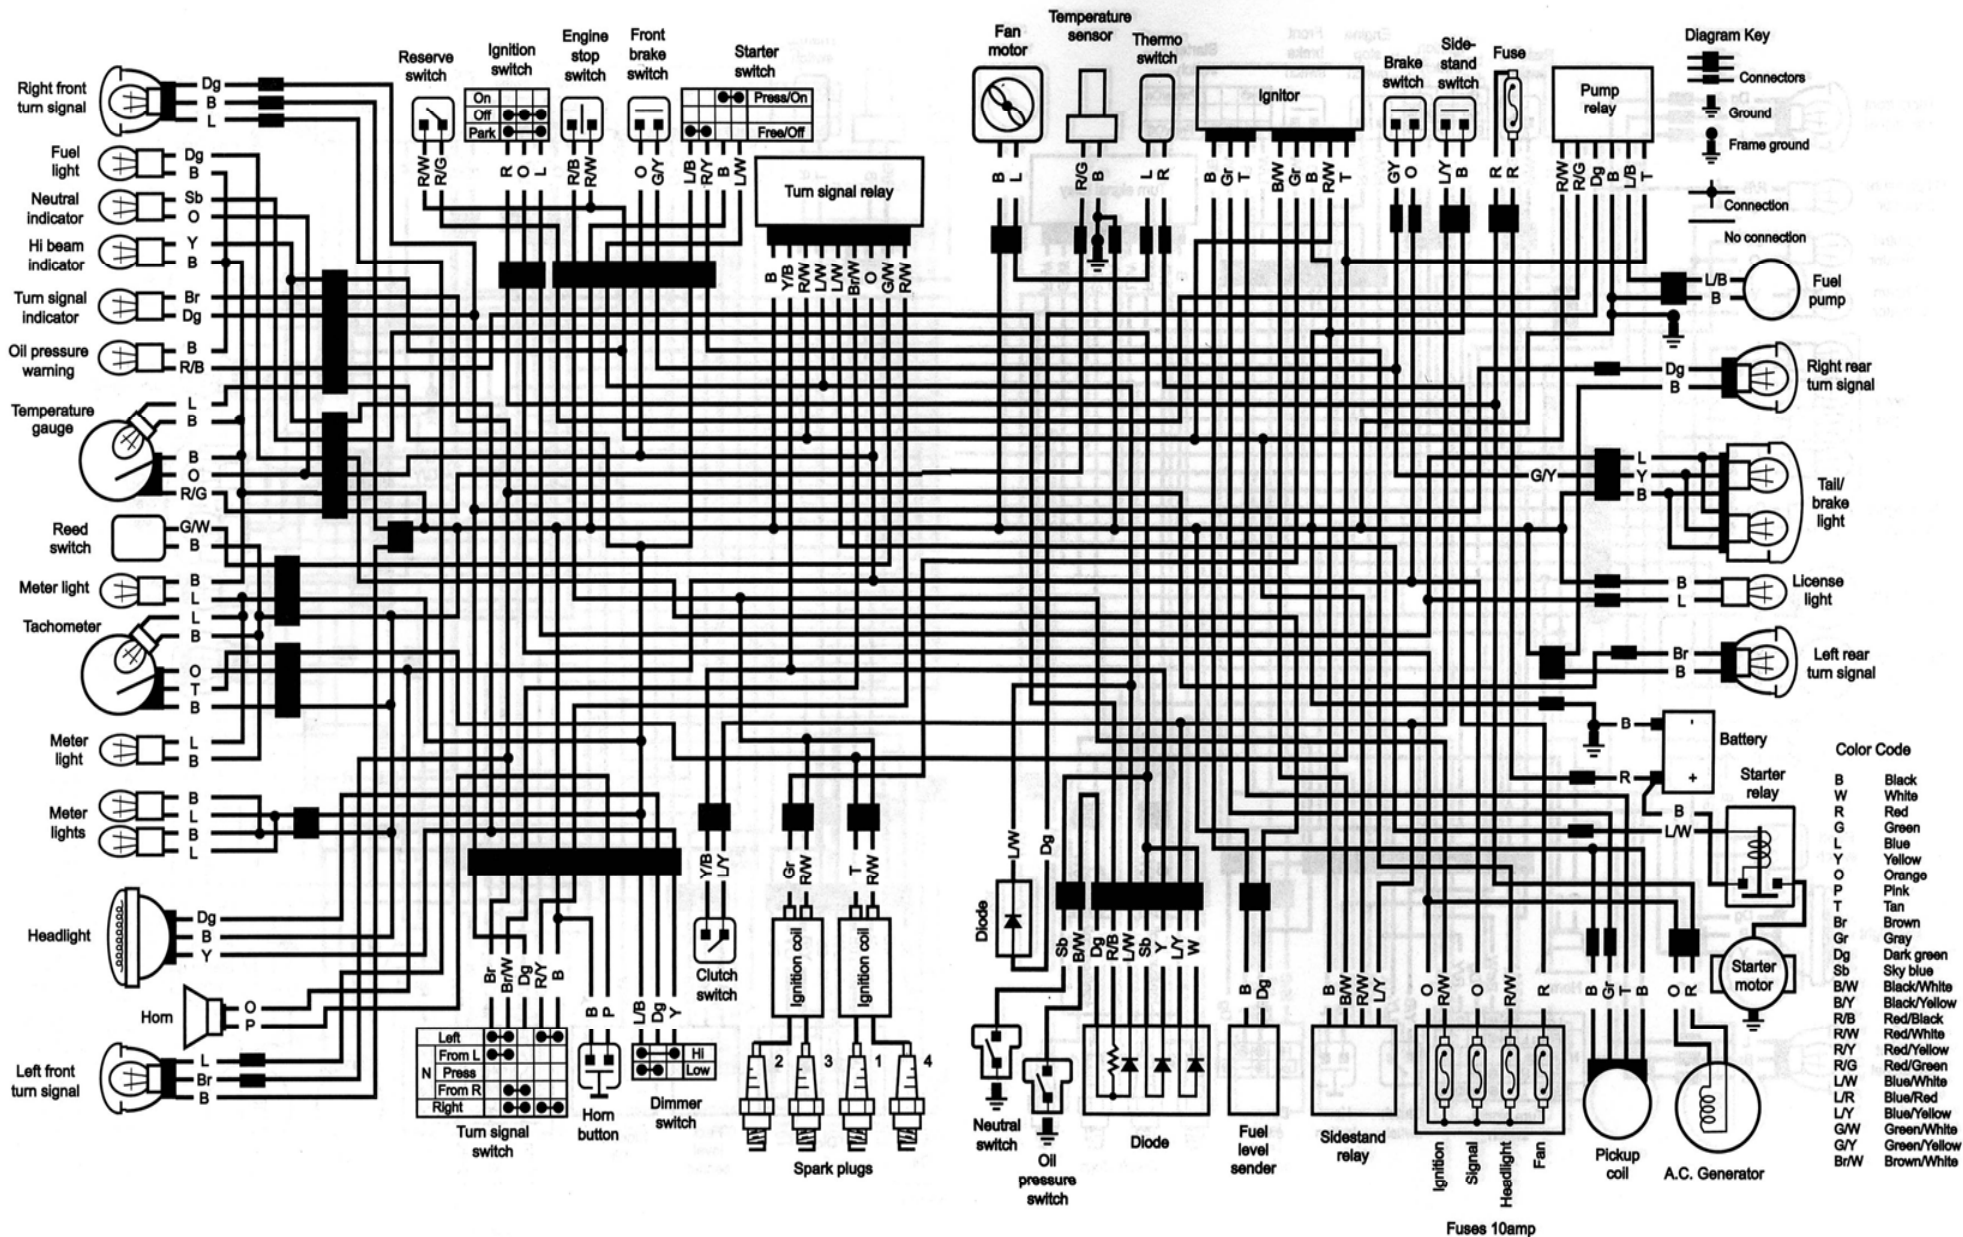 Right front
turn signal
Dg
B
L
Fuel
light
Dg
B
Neutral
indicator
Sb
O
Hi beam
indicator
Y
B
Turn signal
indicator
Br
Dg
Oil pressure
warning
B
R/B
Temperature
gauge
L
B
B
O
R/G
Reed
switch
G/W
B
Meter light
B
L
Tachometer
L
B
O
T
B
Meter
light
L
B
Meter
lights
B
L
B
L
Headlight
Dg
B
Y
Horn
O
P
Left front
turn signal
L
Br
B
Reserve
switch
R/W
R/G
Ignition
switch
On
Off
Park
R
O
L
Engine
stop
switch
R/B
R/W
Front
brake
switch
O
G/Y
Starter
switch
Press/On
Free/Off
L/B
R/Y
B
L/W
Turn signal relay
B
Y/B
R/W
L/W
L/W
Br/W
O
G/W
R/W
Fan
motor
B
L
Temperature
sensor
R/G
B
Thermo
switch
L
R
Ignitor
B
Gr
T
B/W
Gr
B
R/W
T
Brake
switch
GY
O
Side-
stand
switch
L/Y
B
Fuse
R
R
Pump
relay
R/W
R/G
Dg
B
L/B
T
Diagram Key
Connectors
Ground
Frame ground
Connection
No connection
L/B
B
Fuel
pump
Dg
B
Right rear
turn signal
G/Y
L
Y
B
Tail/
brake
light
B
L
License
light
Br
B
Left rear
turn signal
B
-
+
Battery
R
Starter
relay
B
L/W
Starter
motor
Color Code
B Black
W White
R Red
G Green
L Blue
Y Yellow
O Orange
P Pink
T Tan
Br Brown
Gr Gray
Dg Dark green
Sb Sky blue
B/W Black/White
B/Y Black/Yellow
R/B Red/Black
R/W Red/White
R/Y Red/Yellow
R/G Red/Green
L/W Blue/White
L/R Blue/Red
L/Y Blue/Yellow
G/W Green/White
G/Y Green/Yellow
Br/W Brown/White
Br
Br/W
Dg
R/Y
B
Left
From L
N Press
From R
Right
Turn signal
switch
B
P
Horn
button
L/B
Dg
Y
Hi
Low
Dimmer
switch
Y/B
L/Y
Clutch
switch
Gr
R/W
Ignition coil
T
R/W
Ignition coil
2
3
1
4
Spark plugs
L/W
Dg
Diode
Sb
B/W
Neutral
switch
Oil
pressure
switch
Dg
R/B
L/W
Sb
Y
L/Y
W
Diode
B
Dg
Fuel
level
sender
B
B/W
R/W
L/Y
Sidestand
relay
O
R/W
O
R/W
R
Ignition
Signal
Headlight
Fan
Fuses 10amp
B
Gr
T
B
Pickup
coil
O
R
A.C. Generator